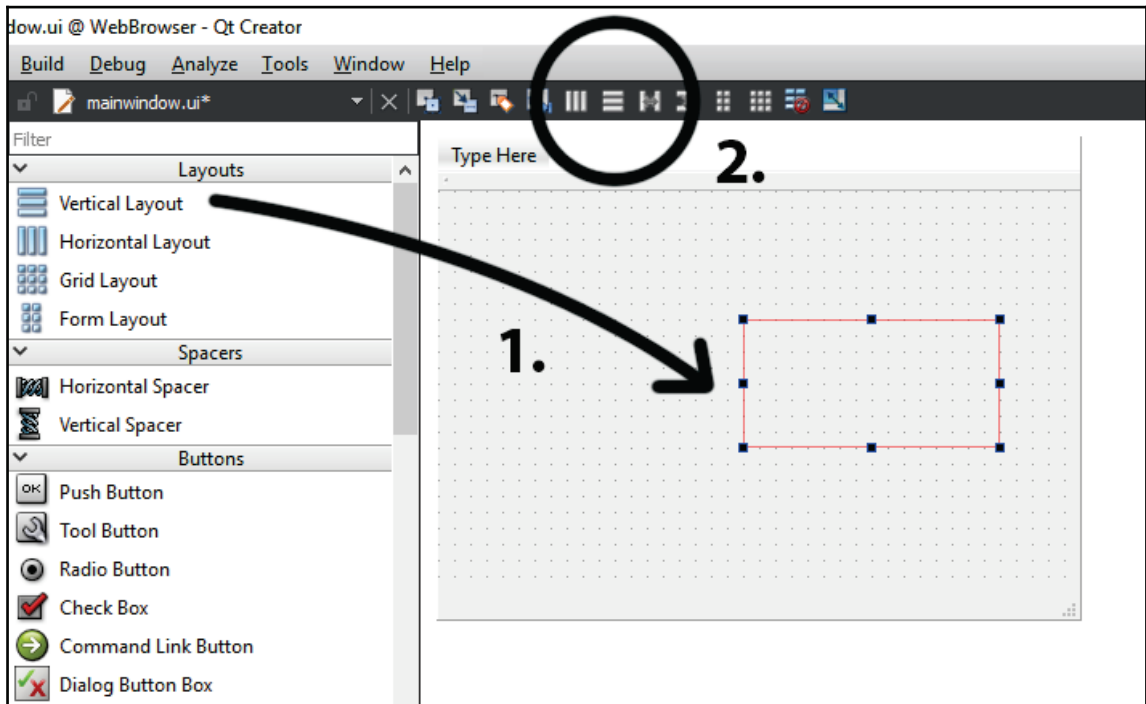 dow.ui @ WebBrowser - Qt Creator
Build Debug Analyze Tools Window Help
mainwindow.ui*
Filter
Layouts
Vertical Layout
Horizontal Layout
Grid Layout
Form Layout
Spacers
Horizontal Spacer
Vertical Spacer
Buttons
OK Push Button
Tool Button
Radio Button
Check Box
Command Link Button
Dialog Button Box
Type Here
2.
1.